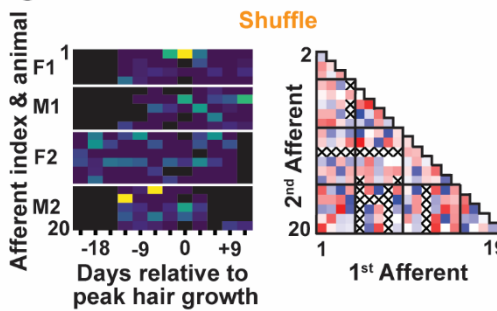 Shuffle
Afferent index & animal
1
F1
M1
F2
M2
20
-18 -9 0 +9
Days relative to
peak hair growth
2nd Afferent
2
20
1 19
1st Afferent